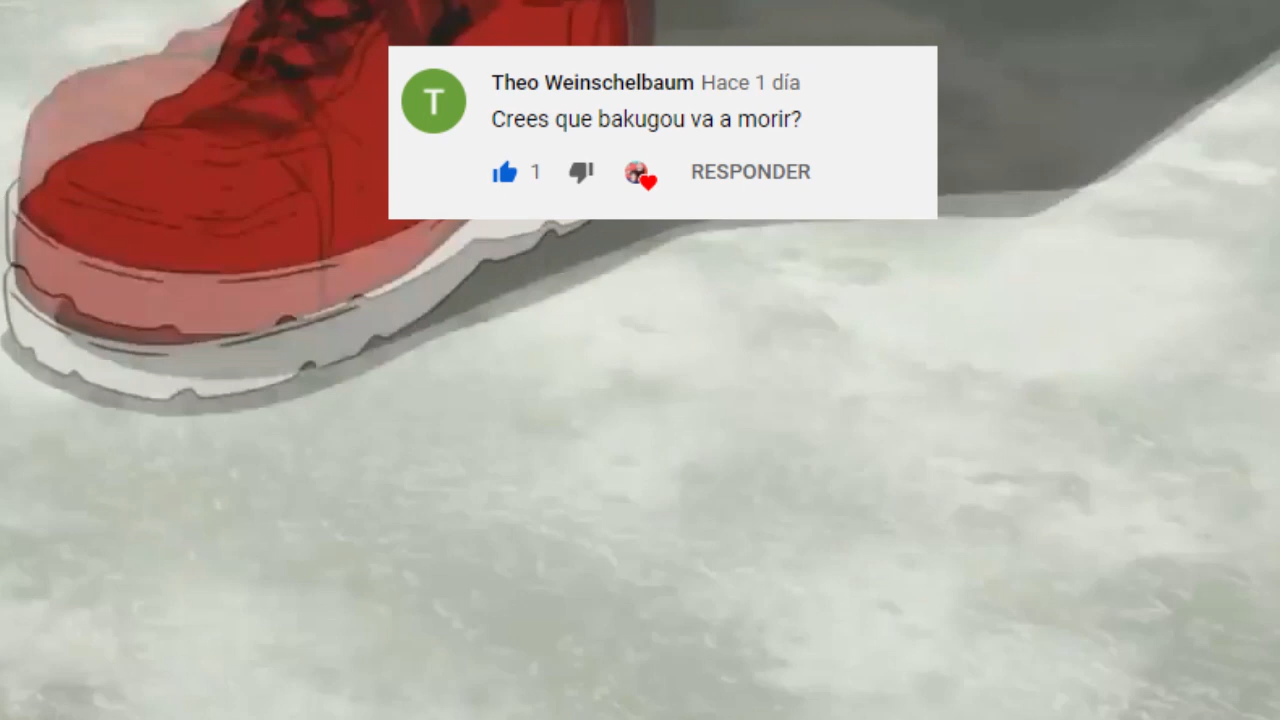 T
Theo Weinschelbaum Hace 1 día
Crees que bakugou va a morir?
1 RESPONDER